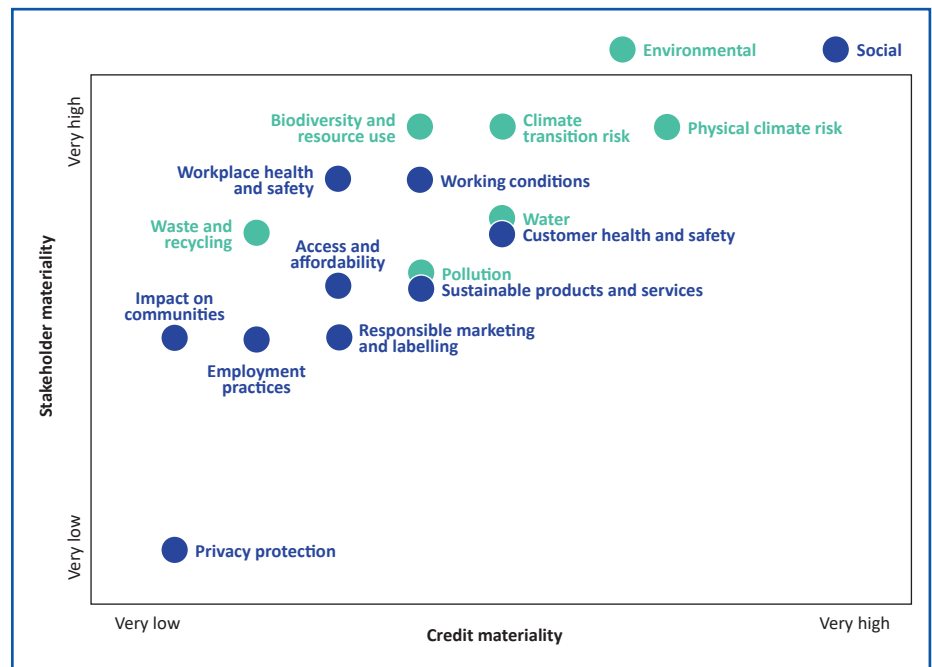 Environmental
Social
Very high
Biodiversity and
resource use
Climate
transition risk
Physical climate risk
Workplace health
and safety
Working conditions
Waste and
recycling
Water
Customer health and safety
Access and
affordability
Pollution
Sustainable products and services
Impact on
communities
Responsible marketing
and labelling
Employment
practices
Stakeholder materiality
Privacy protection
Very low
Very low
Credit materiality
Very high